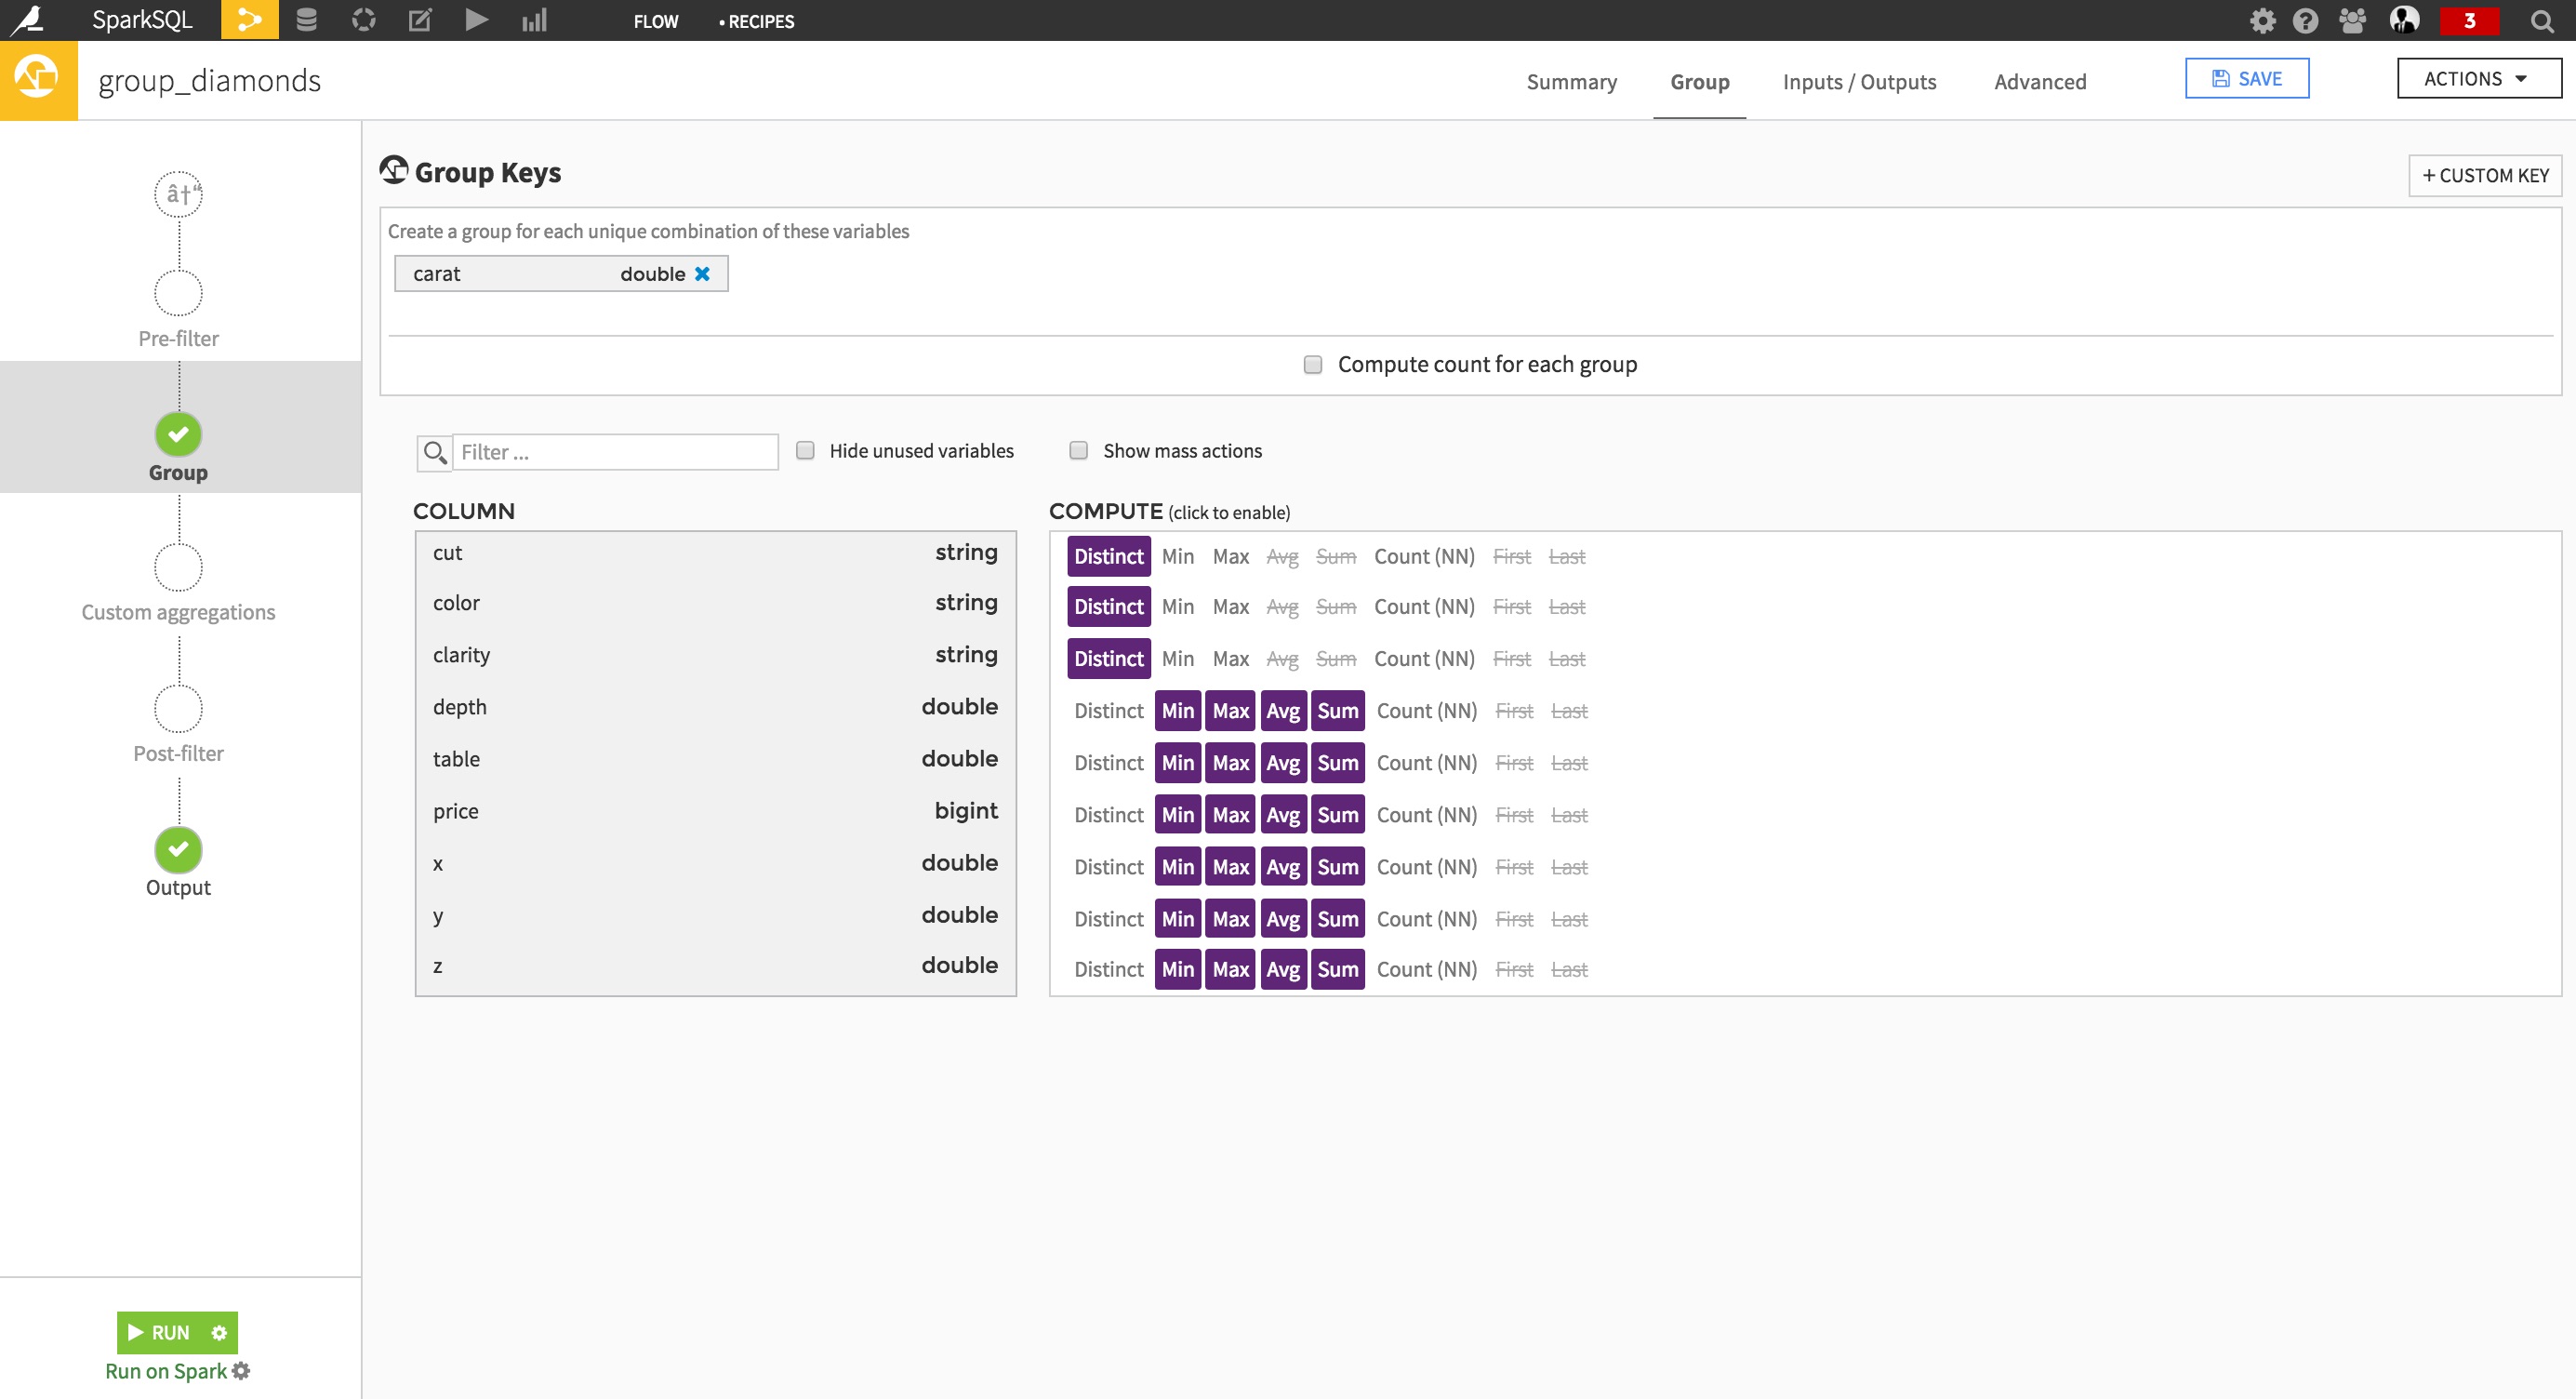 SparkSQL FLOW • RECIPES 3
group_diamonds Summary Group Inputs / Outputs Advanced SAVE ACTIONS
â†“
Pre-filter
Group
Custom aggregations
Post-filter
Output
RUN
Run on Spark
Group Keys + CUSTOM KEY
Create a group for each unique combination of these variables
carat double
Compute count for each group
Filter ... Hide unused variables Show mass actions
COLUMN COMPUTE (click to enable)
cut string Distinct Min Max Avg Sum Count (NN) First Last
color string Distinct Min Max Avg Sum Count (NN) First Last
clarity string Distinct Min Max Avg Sum Count (NN) First Last
depth double Distinct Min Max Avg Sum Count (NN) First Last
table double Distinct Min Max Avg Sum Count (NN) First Last
price bigint Distinct Min Max Avg Sum Count (NN) First Last
x double Distinct Min Max Avg Sum Count (NN) First Last
y double Distinct Min Max Avg Sum Count (NN) First Last
z double Distinct Min Max Avg Sum Count (NN) First Last